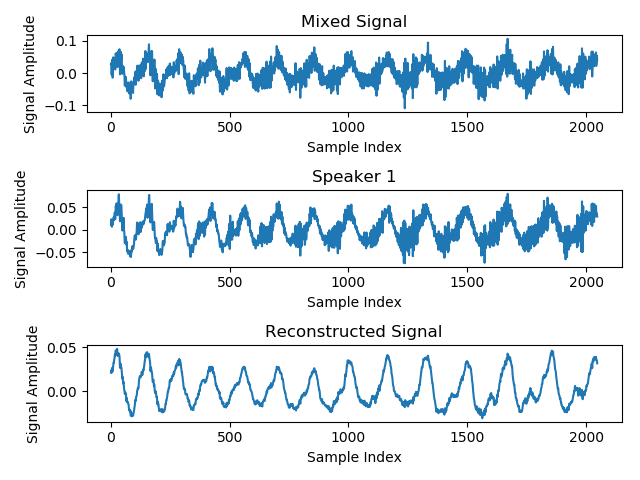 Mixed Signal
Signal Amplitude
0.1
0.0
−0.1
0
500
1000
1500
2000
Sample Index
Speaker 1
Signal Amplitude
0.05
0.00
−0.05
0
500
1000
1500
2000
Sample Index
Reconstructed Signal
Signal Amplitude
0.05
0.00
0
500
1000
1500
2000
Sample Index